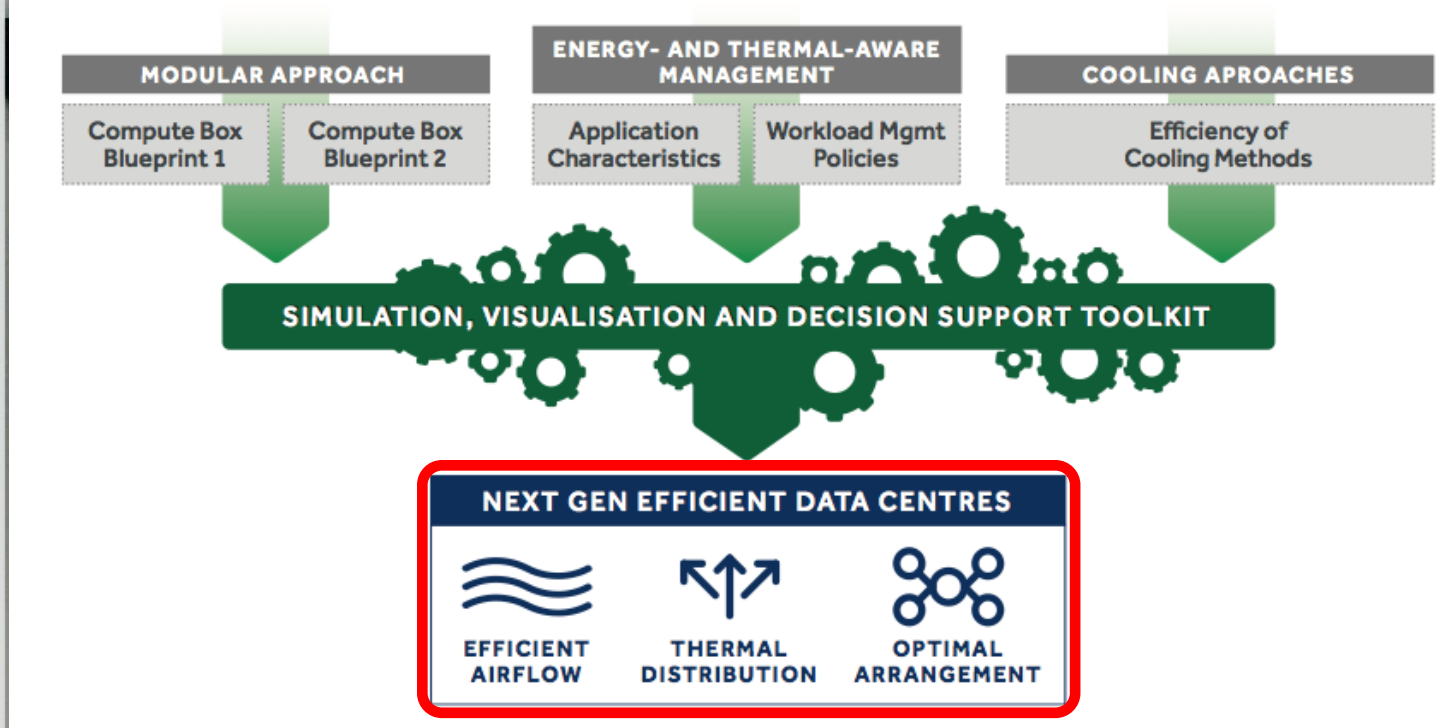 MODULAR APPROACH
ENERGY- AND THERMAL-AWARE
MANAGEMENT
COOLING APROACHES
Compute Box
Blueprint 1
Compute Box
Blueprint 2
Application
Characteristics
Workload Mgmt
Policies
Efficiency of
Cooling Methods
SIMULATION, VISUALISATION AND DECISION SUPPORT TOOLKIT
NEXT GEN EFFICIENT DATA CENTRES
EFFICIENT
AIRFLOW
THERMAL
DISTRIBUTION
OPTIMAL
ARRANGEMENT